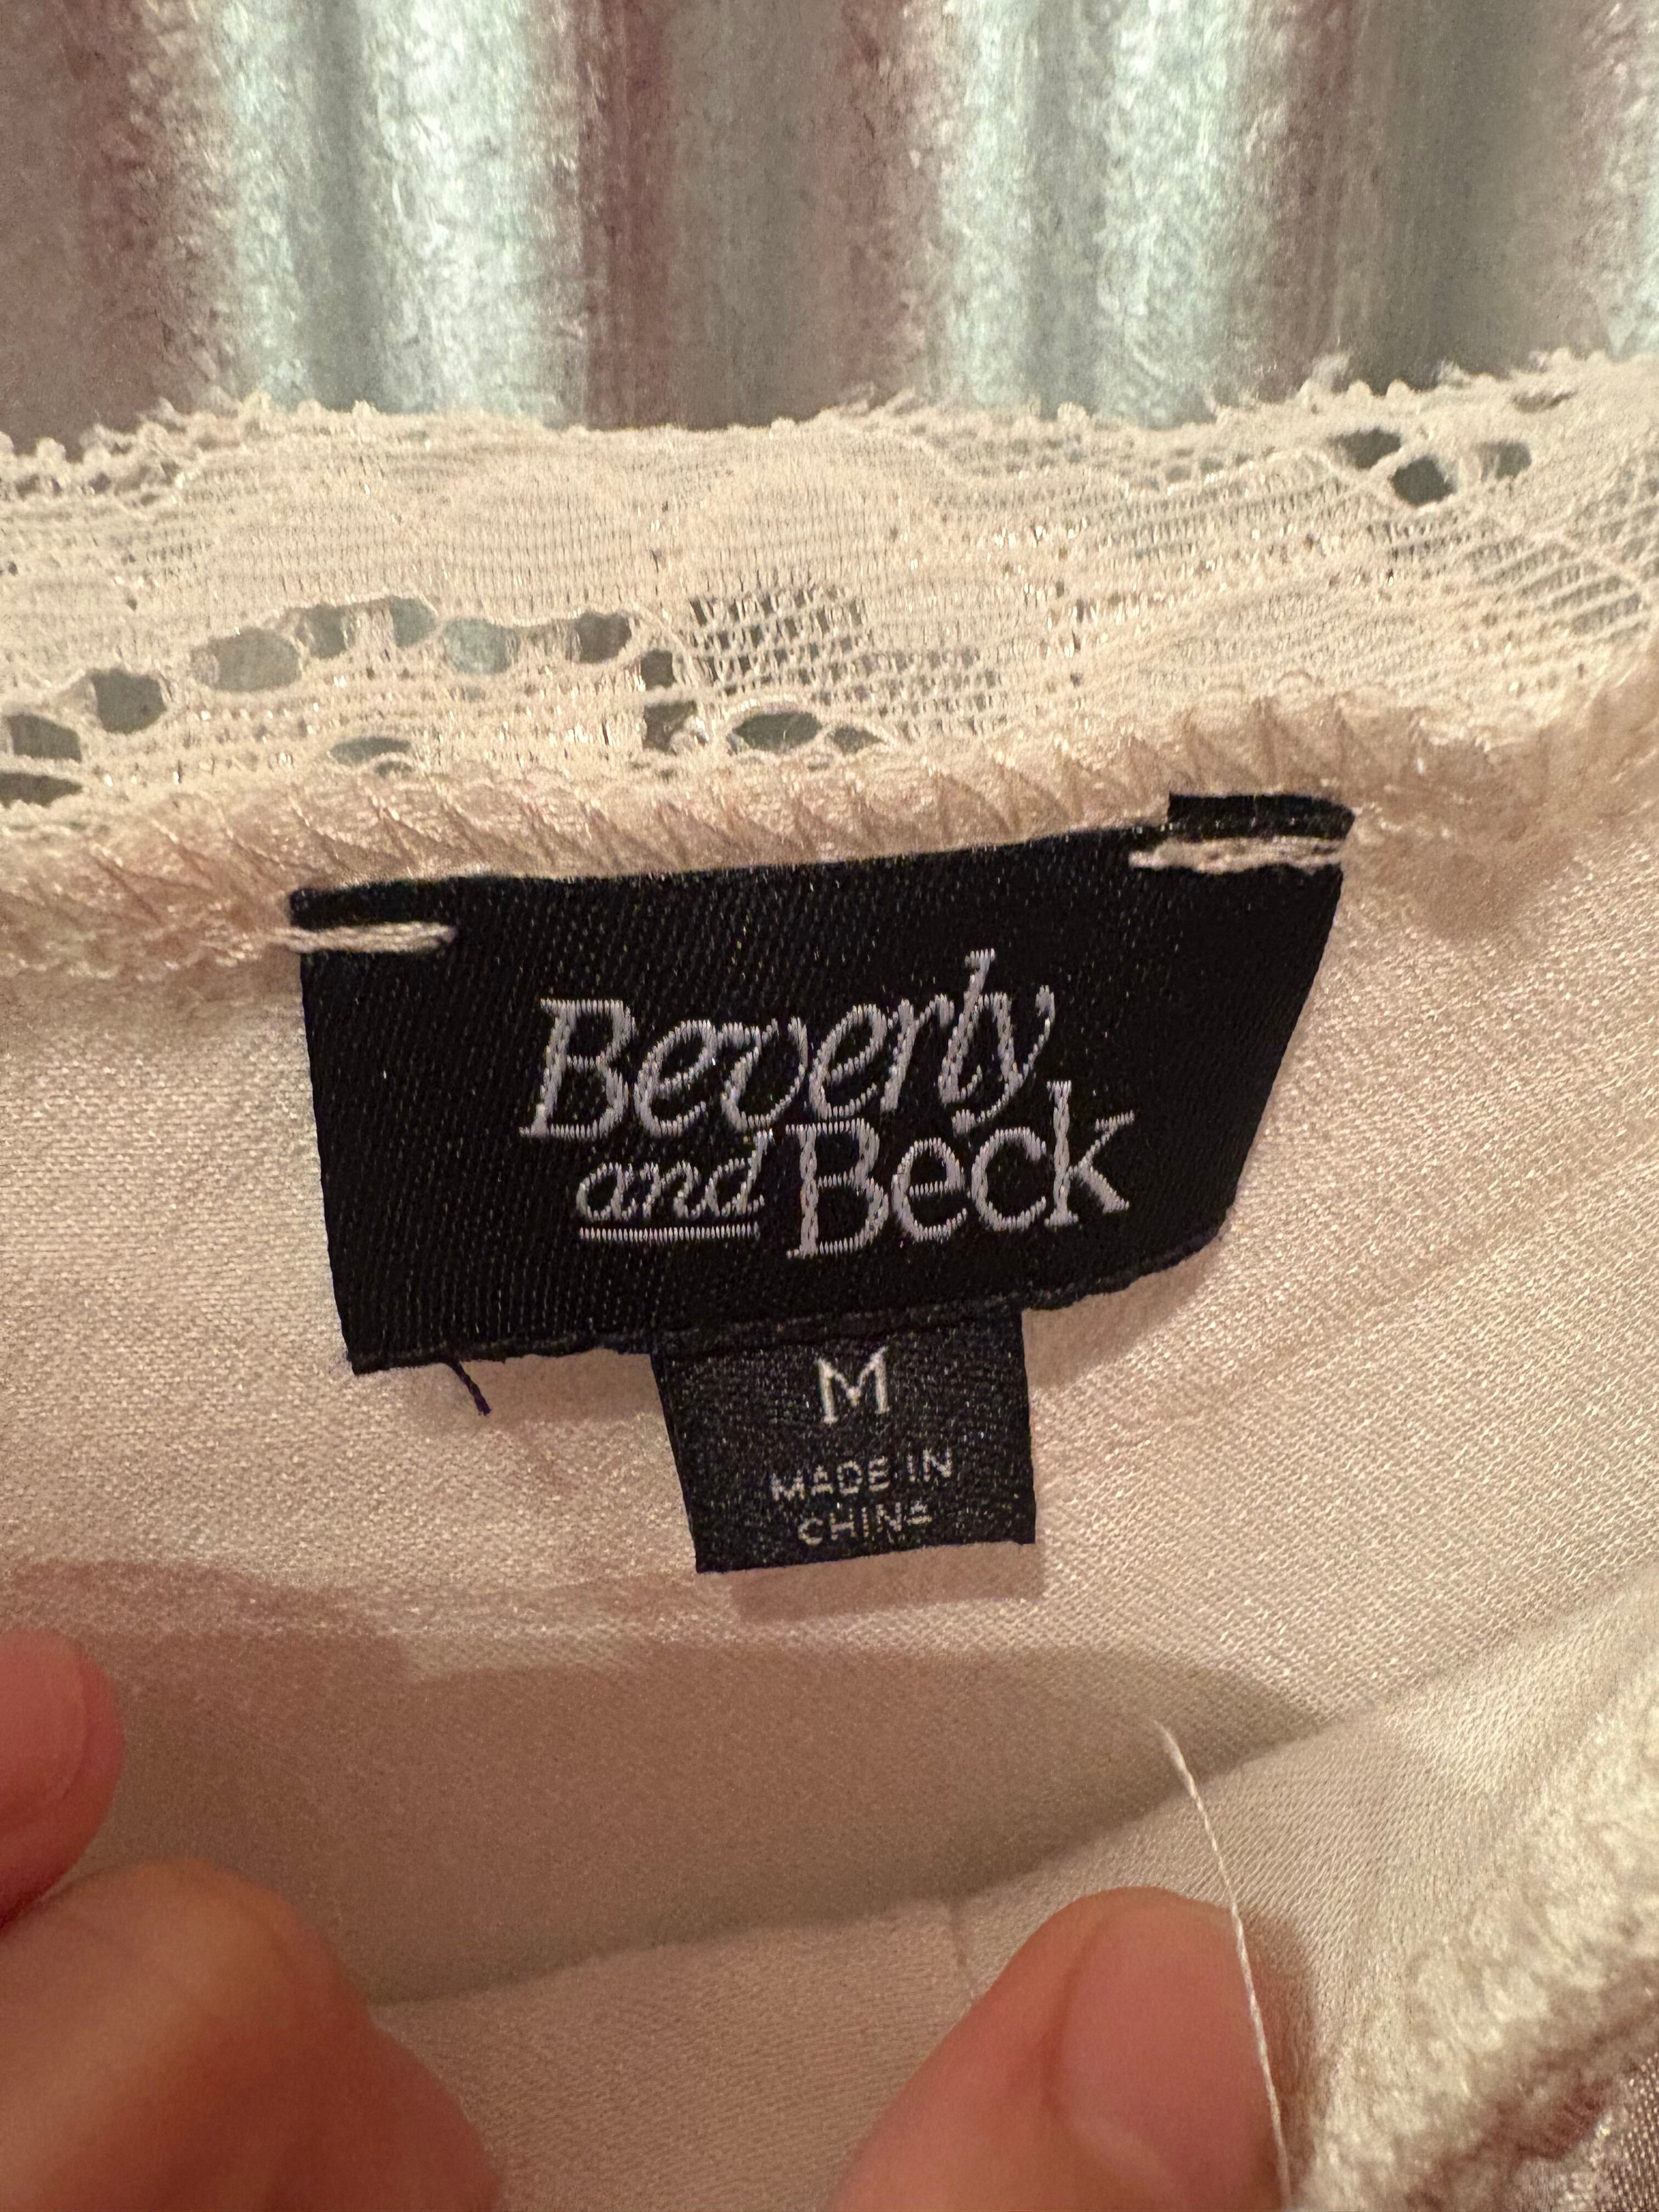 Beverly
and Beck
M
MADE IN
CHINA